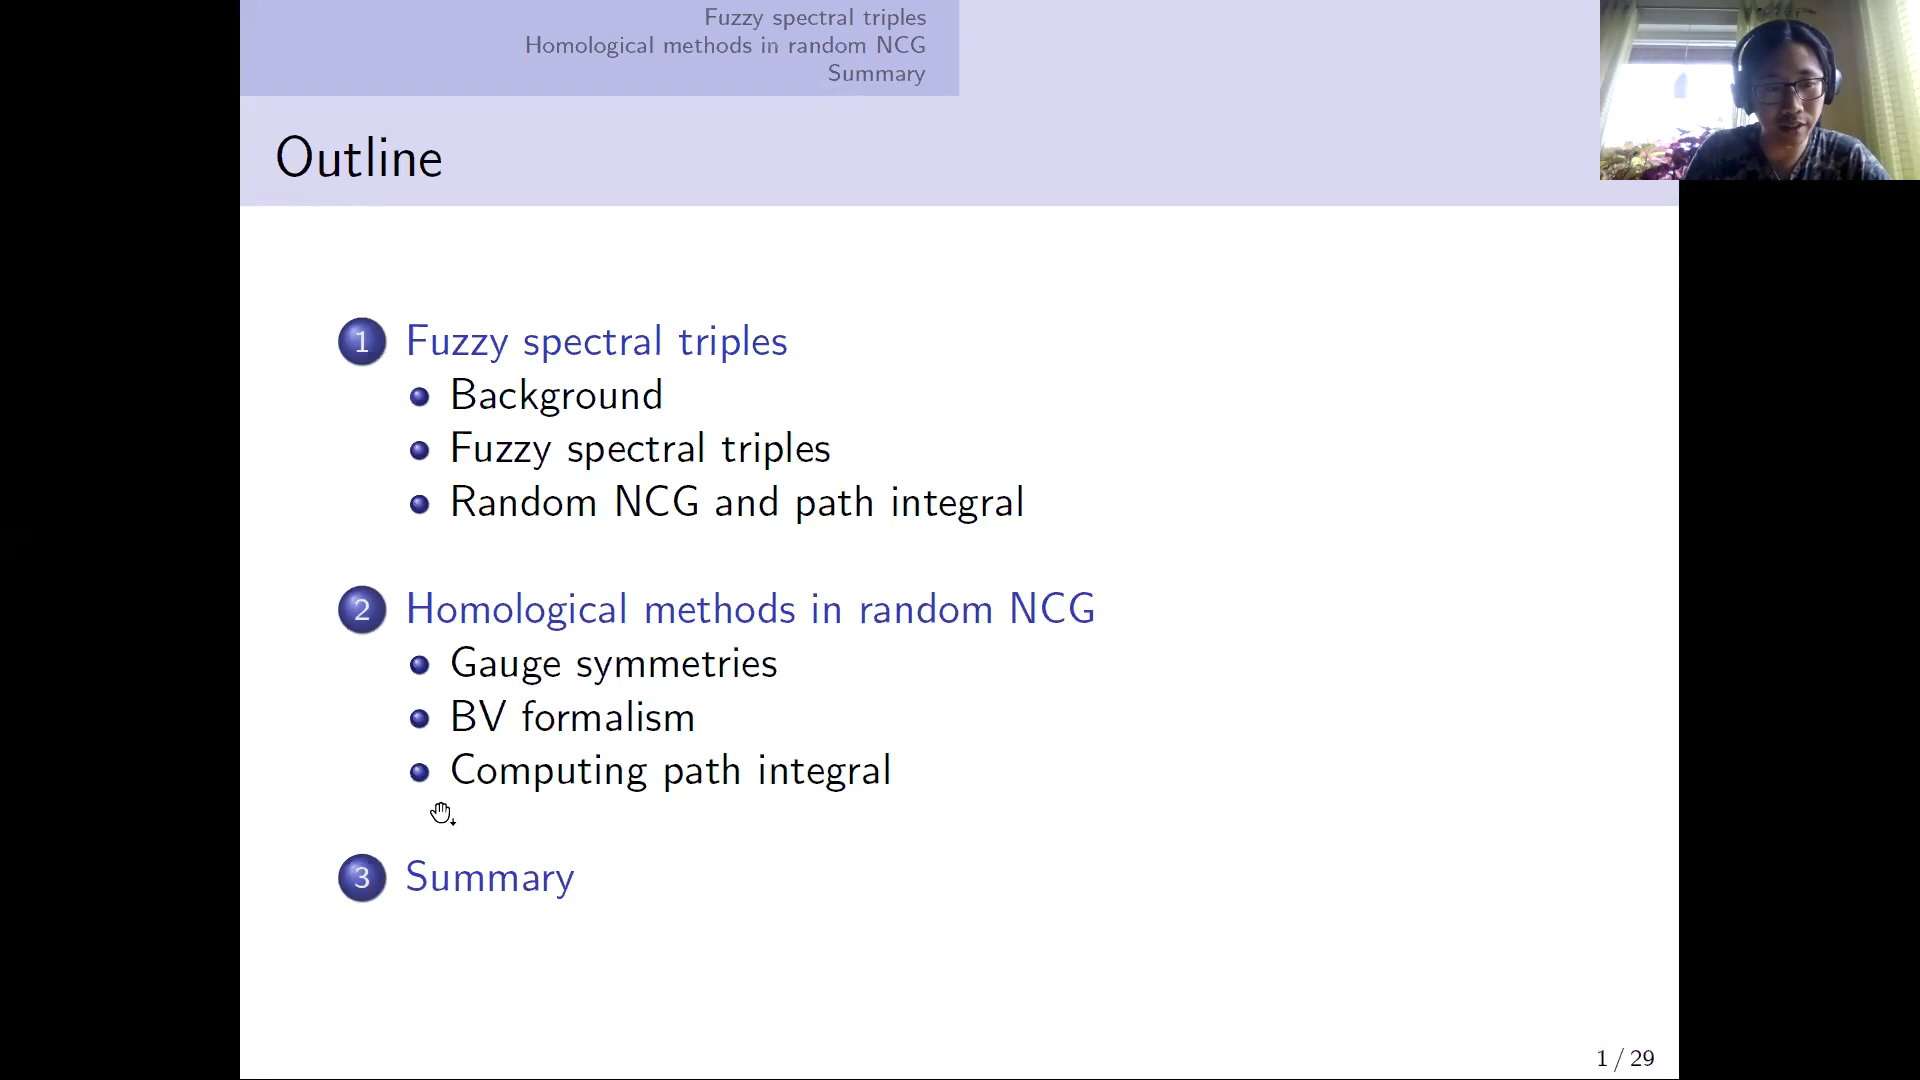 Fuzzy spectral triples
Homological methods in random NCG
Summary
Outline
1 Fuzzy spectral triples
Background
Fuzzy spectral triples
Random NCG and path integral
2 Homological methods in random NCG
Gauge symmetries
BV formalism
Computing path integral
3 Summary
1 / 29